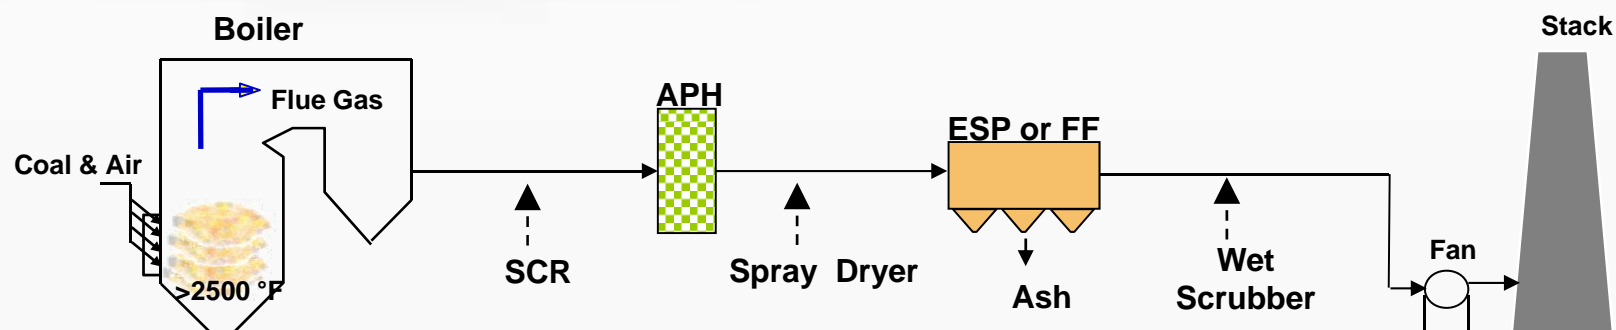 Boiler
Stack
Flue Gas
APH
ESP or FF
Coal & Air
>2500 °F
SCR
Spray Dryer
Ash
Wet
Scrubber
Fan